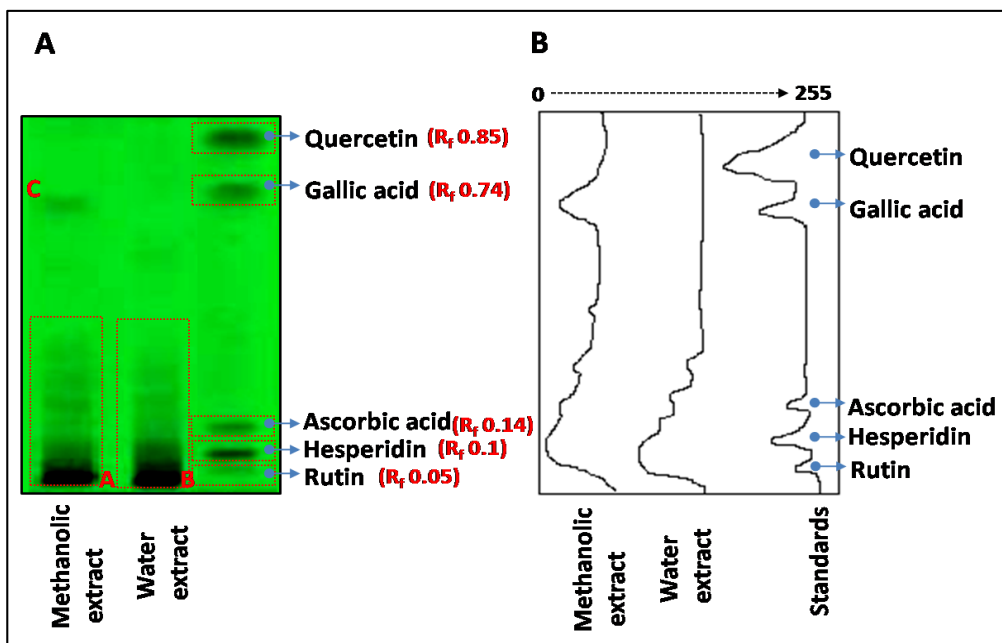 A
B
0
255
Quercetin (Rf 0.85)
Gallic acid (Rf 0.74)
C
Ascorbic acid (Rf 0.14)
Hesperidin (Rf 0.1)
Rutin (Rf 0.05)
A
B
Methanolic
extract
Water
extract
Quercetin
Gallic acid
Ascorbic acid
Hesperidin
Rutin
Methanolic
extract
Water
extract
Standards